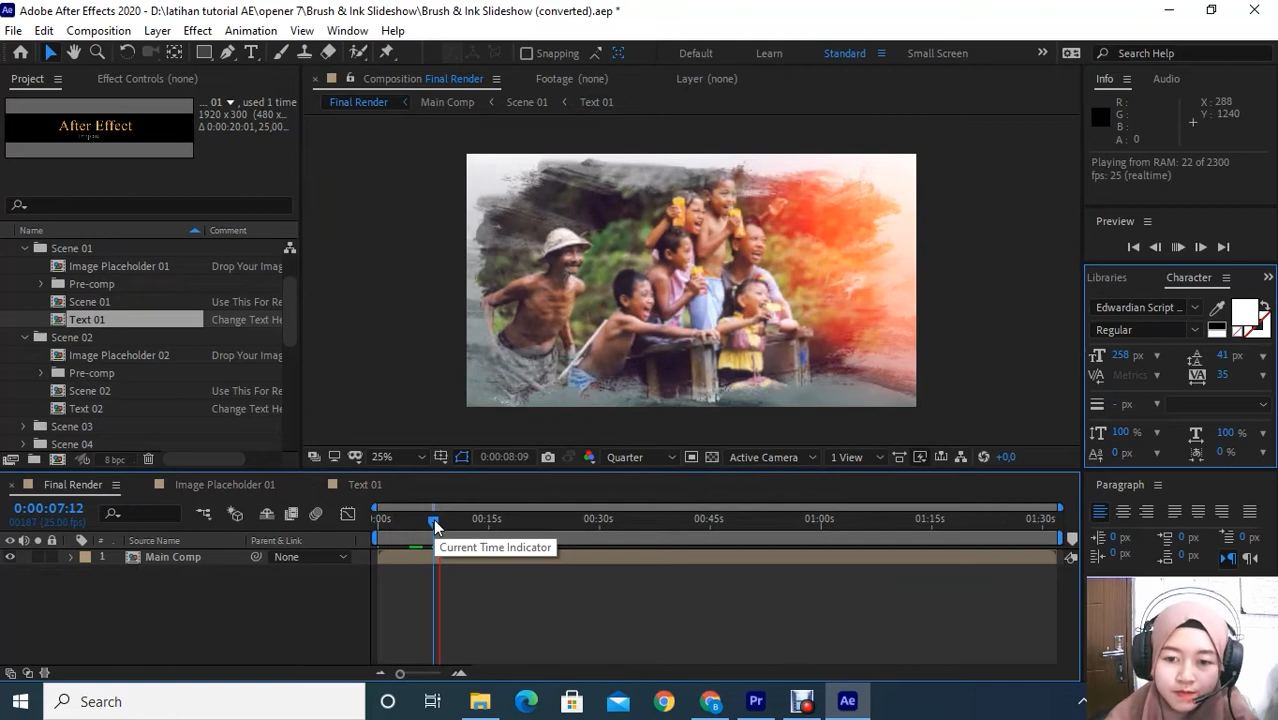 Adobe After Effects 2020 - D:\latihan tutorial AE\opener 7\Brush & Ink Slideshow\Brush & Ink Slideshow (converted).aep *
File Edit Composition Layer Effect Animation View Window Help
Snapping Default Learn Standard Small Screen Search Help
Project Effect Controls (none) Composition Final Render Footage (none) Layer (none) Info Audio
Final Render Main Comp Scene 01 Text 01
... 01 , used 1 time
1920 x 300 (480 x
Δ 0:00:20:01, 25,00
After Effect
R :
G :
B :
A : 0
X : 288
Y : 1240
Playing from RAM: 22 of 2300
fps: 25 (realtime)
Preview
Name Comment
Scene 01
Image Placeholder 01 Drop Your Imag
Pre-comp
Scene 01 Use This For Re
Text 01 Change Text He
Scene 02
Image Placeholder 02 Drop Your Imag
Pre-comp
Scene 02 Use This For Re
Text 02 Change Text He
Scene 03
Scene 04
Libraries Character
Edwardian Script ...
Regular
258 px 41 px
Metrics 35
- px
100 % 100 %
0 px 0 %
8 bpc 25% 0:00:08:09 Quarter Active Camera 1 View +0,0
Final Render Image Placeholder 01 Text 01 Paragraph
0:00:07:12
00187 (25.00 fps)
0:00s 00:15s 00:30s 00:45s 01:00s 01:15s 01:30s
# Source Name Parent & Link
1 Main Comp None
Current Time Indicator
0 px 0 px 0 px
0 px 0 px
Search
Pr Ae